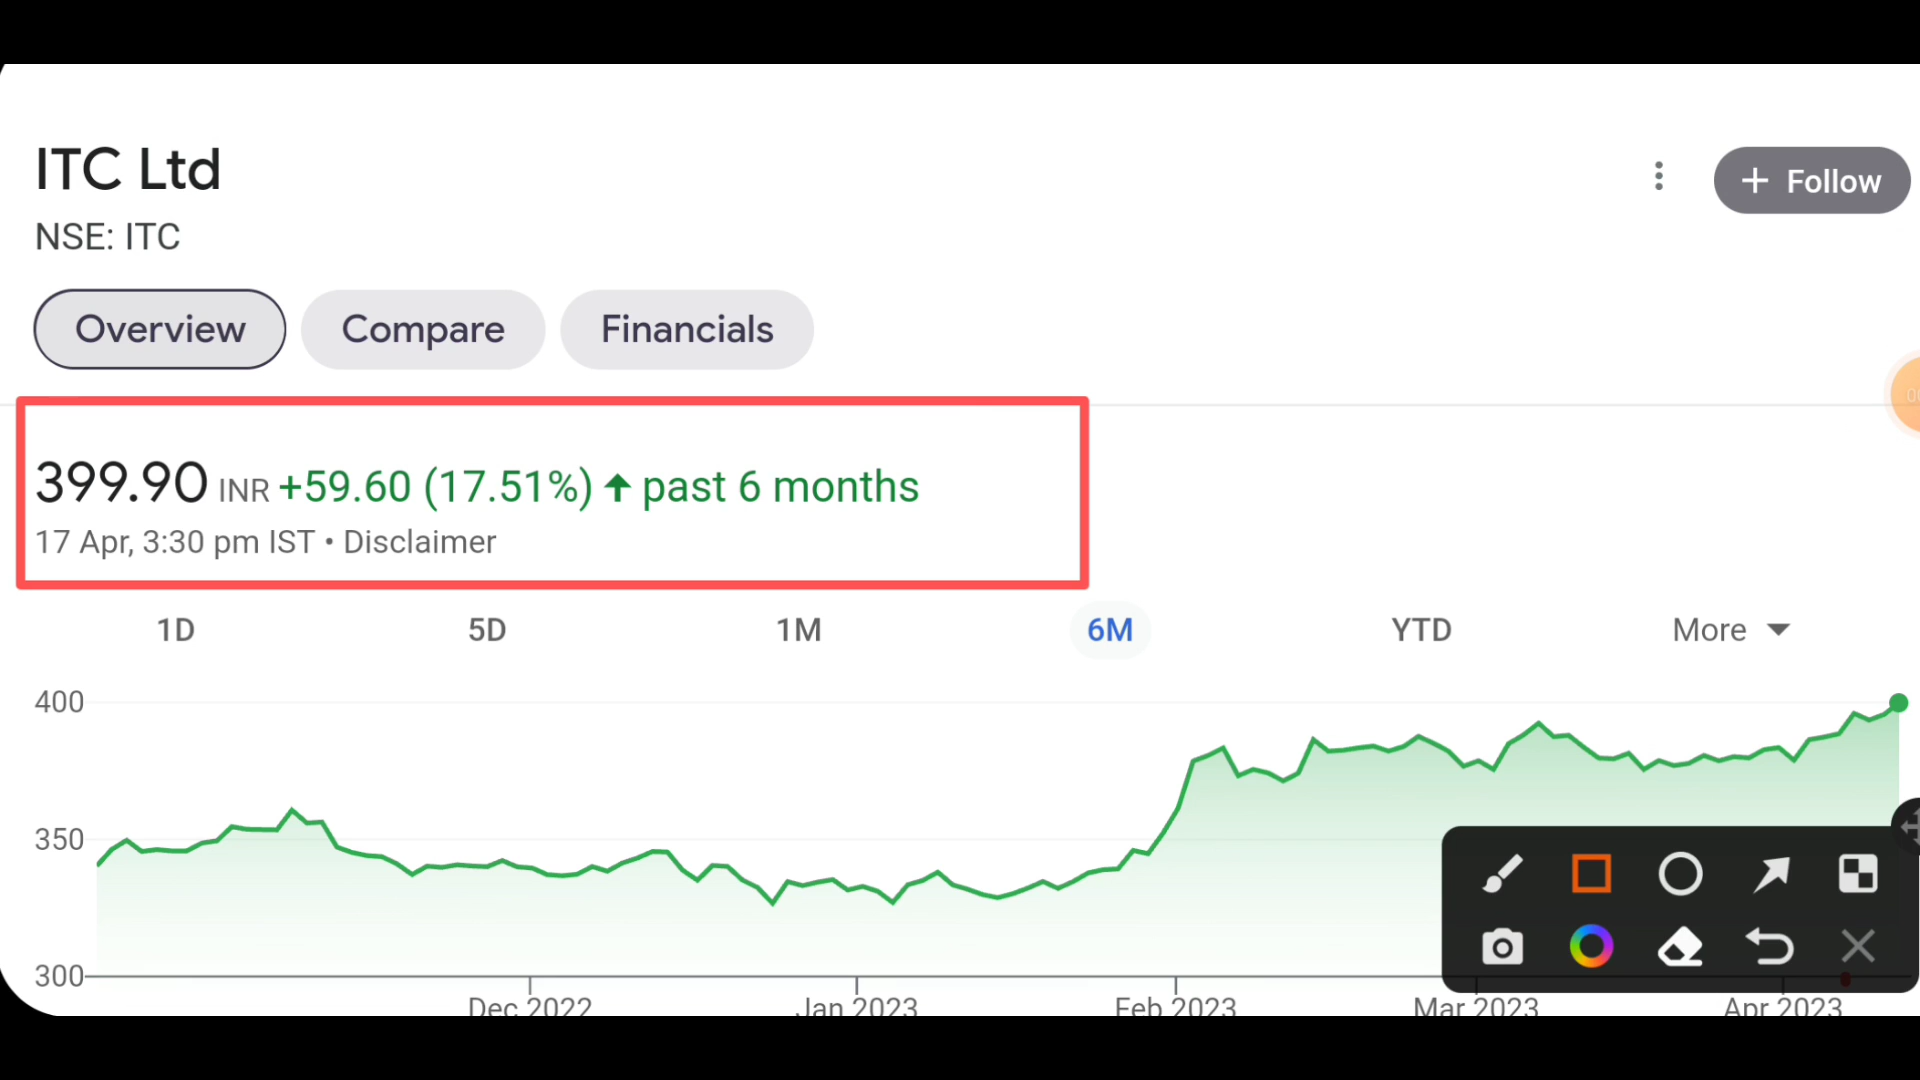 ITC Ltd
NSE: ITC
+ Follow
Overview
Compare
Financials
399.90 INR +59.60 (17.51%) ↑ past 6 months
17 Apr, 3:30 pm IST • Disclaimer
1D 5D 1M 6M YTD More
400
350
300
Dec 2022 Jan 2023 Feb 2023 Mar 2023 Apr 2023